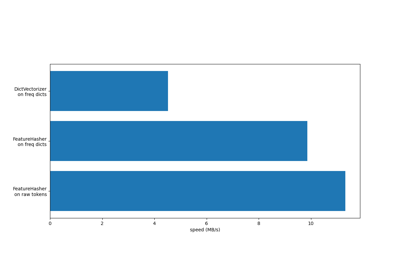 DictVectorizer
on freq dicts
FeatureHasher
on freq dicts
FeatureHasher
on raw tokens
0 2 4 6 8 10
speed (MB/s)